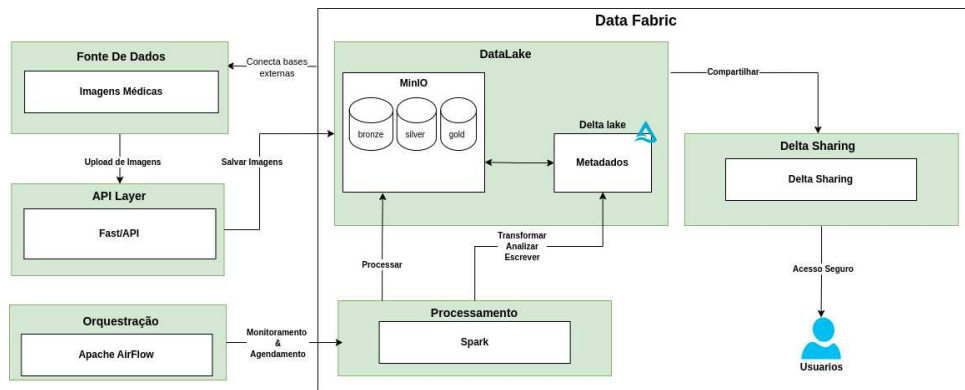 Data Fabric
Fonte De Dados
Imagens Médicas
Conecta bases
externas
DataLake
MinIO
bronze
silver
gold
Delta lake
Metadados
Compartilhar
Delta Sharing
Delta Sharing
Upload de Imagens
Salvar Imagens
API Layer
Fast/API
Processar
Transformar
Analizar
Escrever
Acesso Seguro
Orquestração
Apache AirFlow
Monitoramento
&
Agendamento
Processamento
Spark
Usuarios